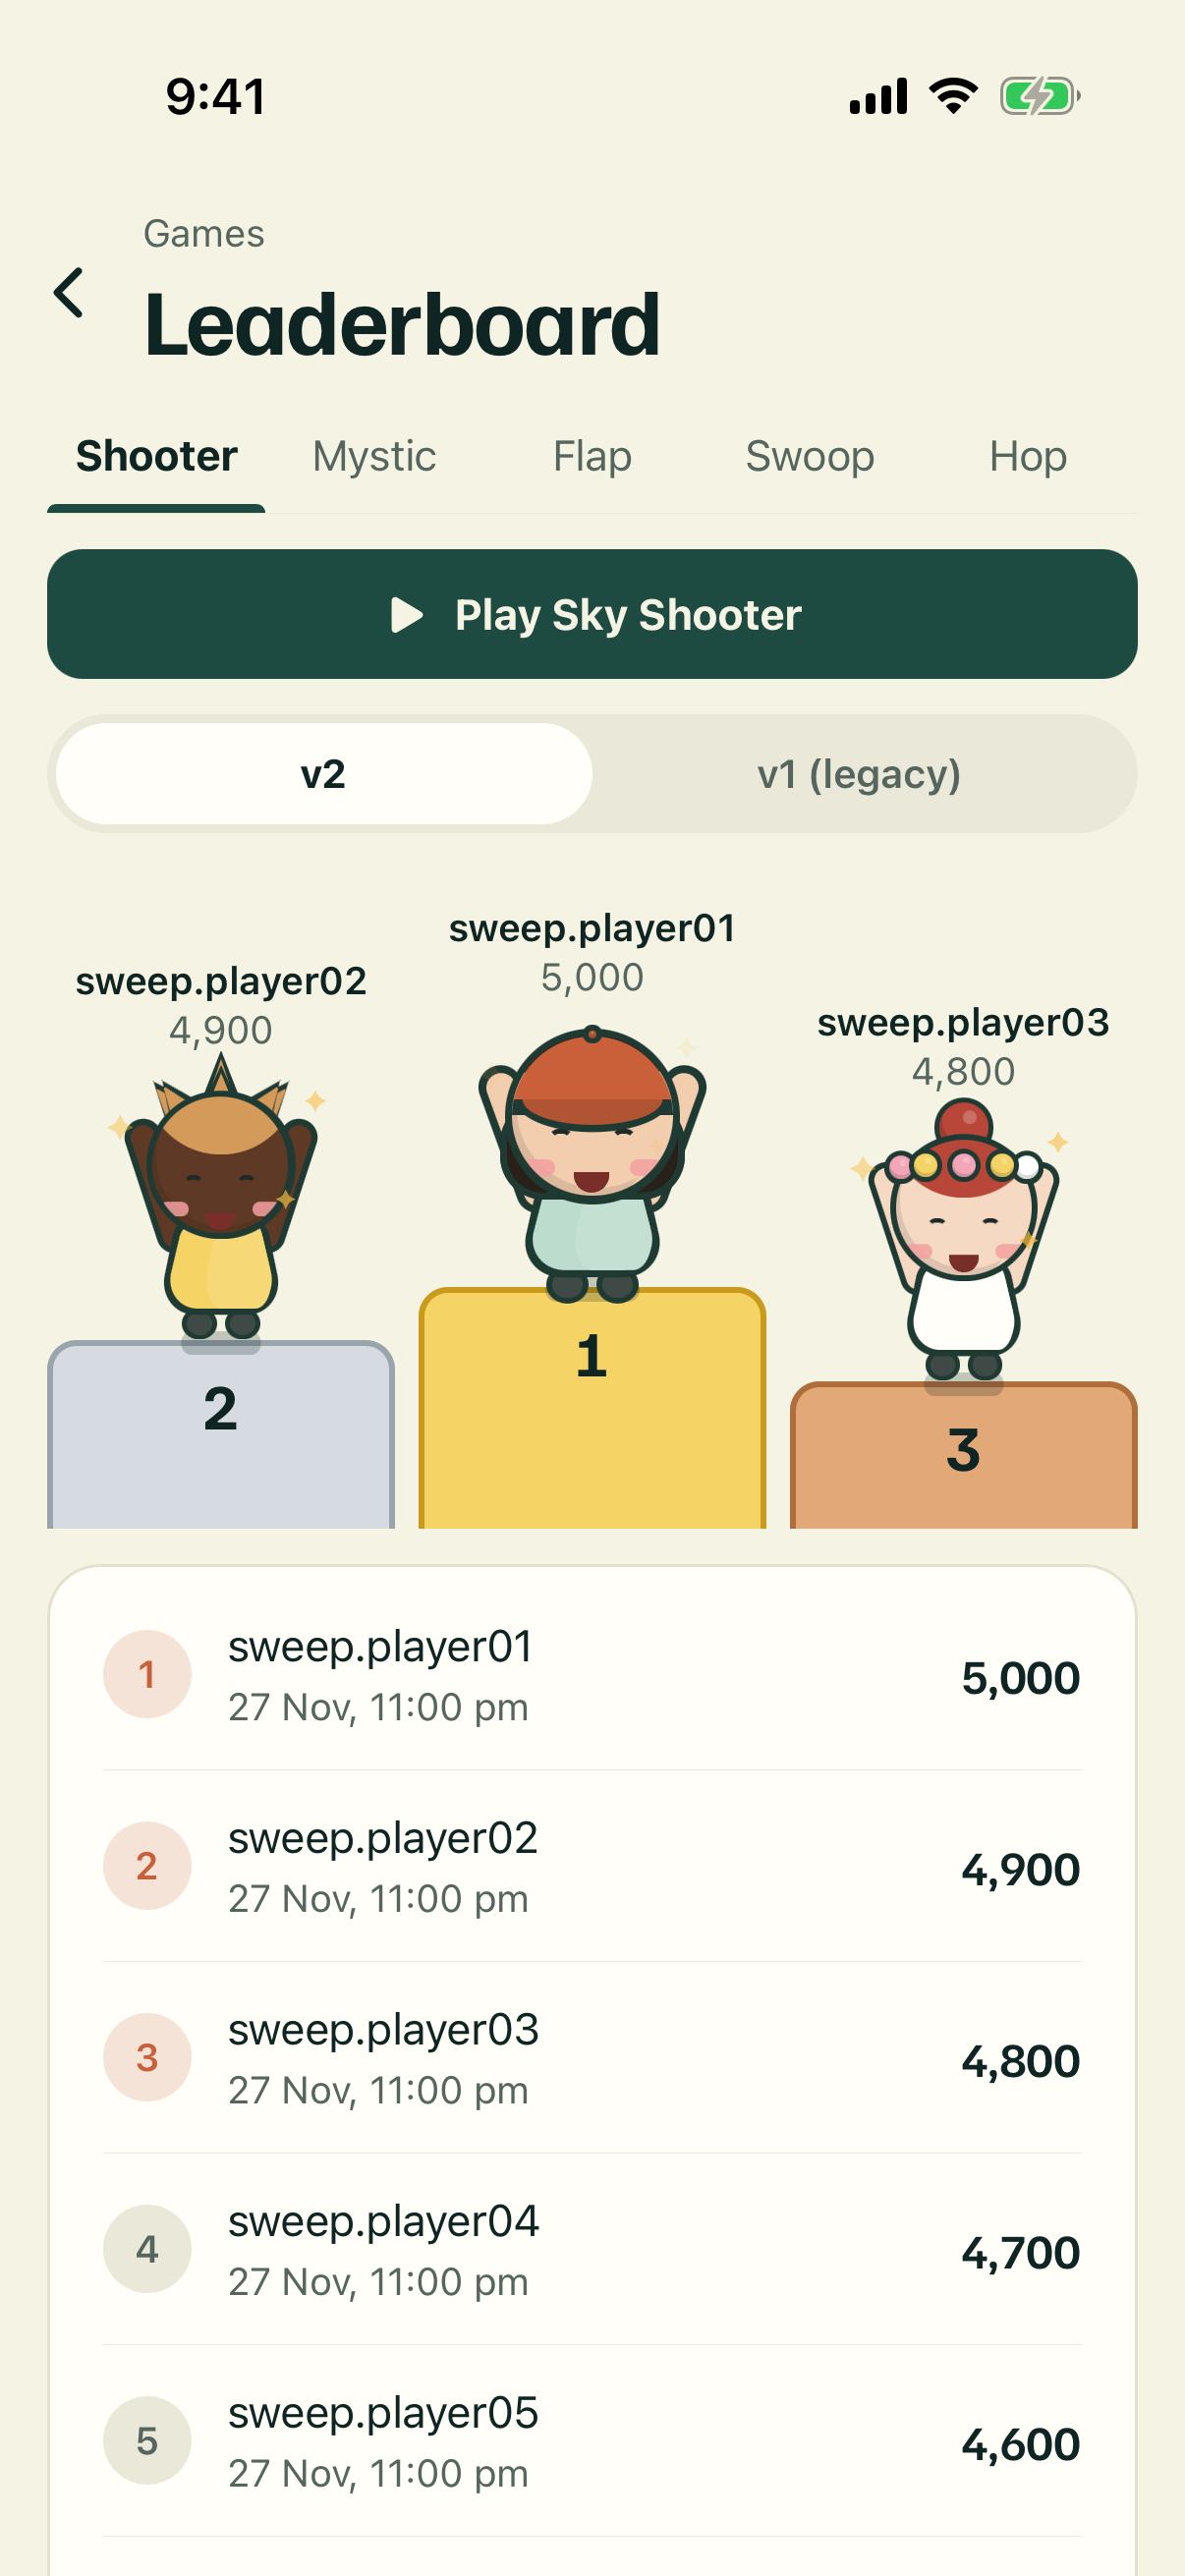 9:41
Games
Leaderboard
Shooter Mystic Flap Swoop Hop
Play Sky Shooter
v2 v1 (legacy)
sweep.player01
5,000
sweep.player02
4,900
sweep.player03
4,800
1
2
3
1 sweep.player01 5,000
27 Nov, 11:00 pm
2 sweep.player02 4,900
27 Nov, 11:00 pm
3 sweep.player03 4,800
27 Nov, 11:00 pm
4 sweep.player04 4,700
27 Nov, 11:00 pm
5 sweep.player05 4,600
27 Nov, 11:00 pm